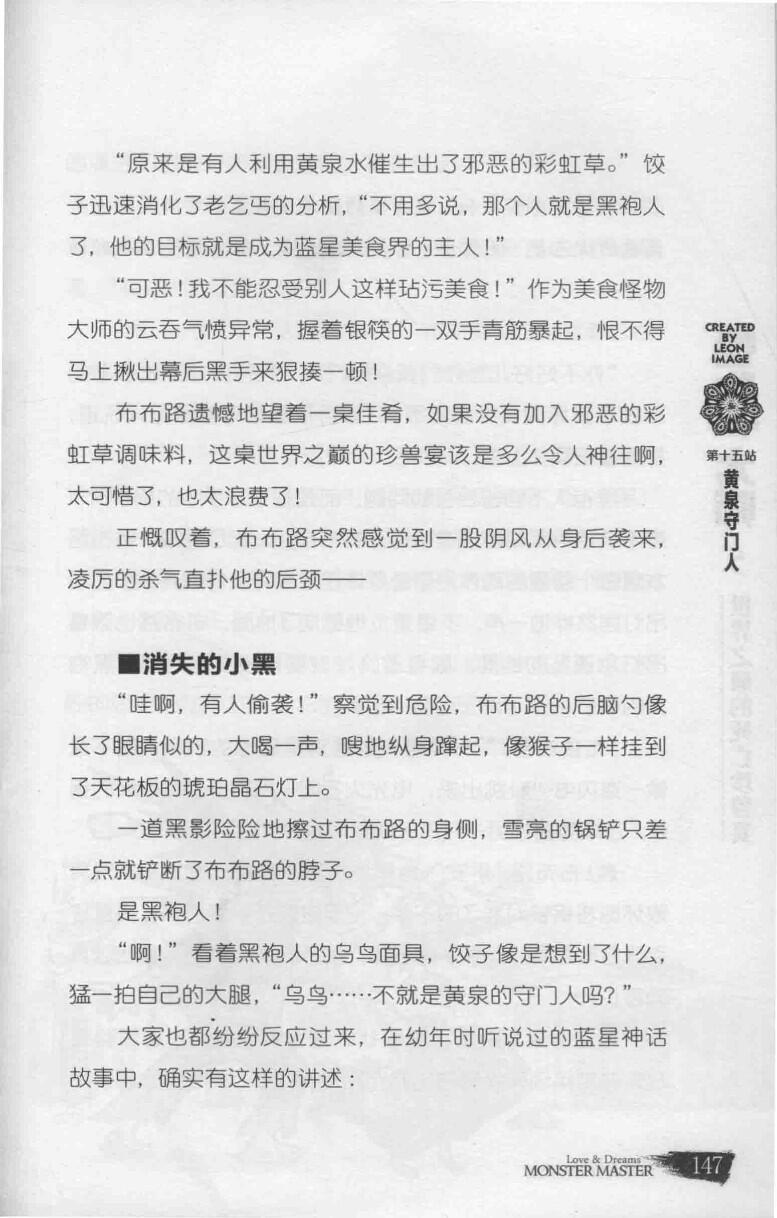 “原来是有人利用黄泉水催生出了邪恶的彩虹草。”饺
子迅速消化了老乞丐的分析，“不用多说，那个人就是黑袍人
了，他的目标就是成为蓝星美食界的主人！”
“可恶！我不能忍受别人这样玷污美食！”作为美食怪物
大师的云吞气愤异常，握着银筷的一双手青筋暴起，恨不得
马上揪出幕后黑手来狠揍一顿！
布布路遗憾地望着一桌佳肴，如果没有加入邪恶的彩
虹草调味料，这桌世界之巅的珍兽宴该是多么令人神往啊，
太可惜了，也太浪费了！
正慨叹着，布布路突然感觉到一股阴风从身后袭来，
凌厉的杀气直扑他的后颈——
■消失的小黑
“哇啊，有人偷袭！”察觉到危险，布布路的后脑勺像
长了眼睛似的，大喝一声，嗖地纵身蹿起，像猴子一样挂到
了天花板的琥珀晶石灯上。
一道黑影险险地擦过布布路的身侧，雪亮的锅铲只差
一点就铲断了布布路的脖子。
是黑袍人！
“啊！”看着黑袍人的乌鸟面具，饺子像是想到了什么，
猛一拍自己的大腿，“乌鸟……不就是黄泉的守门人吗？”
大家也都纷纷反应过来，在幼年时听说过的蓝星神话
故事中，确实有这样的讲述：
CREATED
BY
LEON
IMAGE
第十五站
黄泉守门人
Love & Dreams
MONSTER MASTER
147